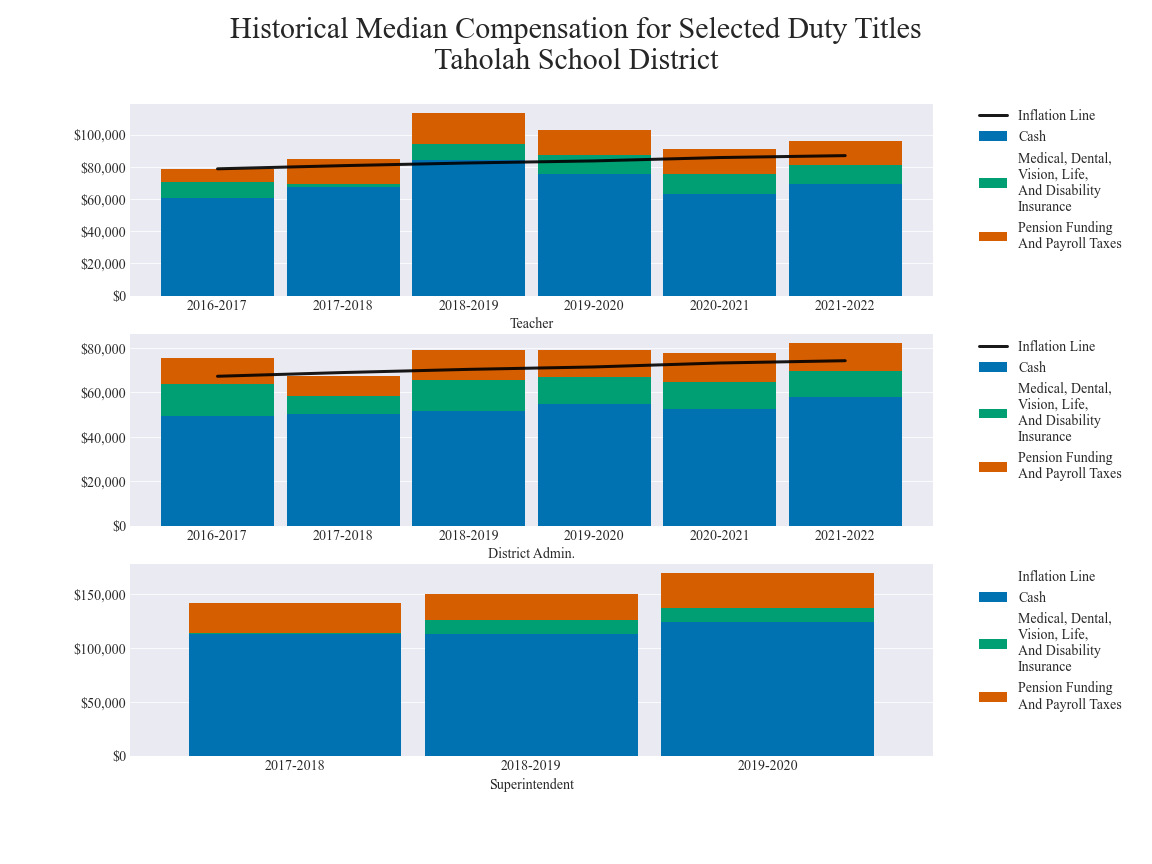 Historical Median Compensation for Selected Duty Titles
Taholah School District
$100,000
$80,000
$60,000
$40,000
$20,000
$0
2016-2017 2017-2018 2018-2019 2019-2020 2020-2021 2021-2022
Teacher
Inflation Line
Cash
Medical, Dental,
Vision, Life,
And Disability
Insurance
Pension Funding
And Payroll Taxes
$80,000
$60,000
$40,000
$20,000
$0
2016-2017 2017-2018 2018-2019 2019-2020 2020-2021 2021-2022
District Admin.
Inflation Line
Cash
Medical, Dental,
Vision, Life,
And Disability
Insurance
Pension Funding
And Payroll Taxes
$150,000
$100,000
$50,000
$0
2017-2018 2018-2019 2019-2020
Superintendent
Inflation Line
Cash
Medical, Dental,
Vision, Life,
And Disability
Insurance
Pension Funding
And Payroll Taxes